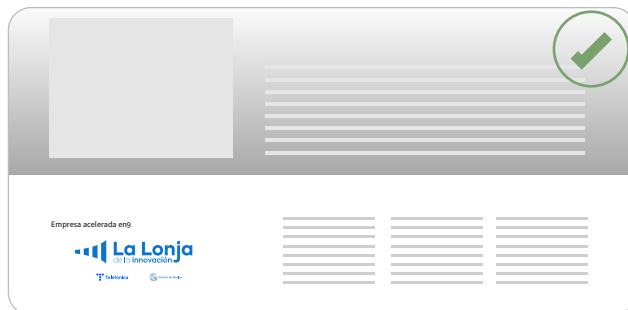 Empresa acelerada en9
La Lonja
de la innovación
Telefónica